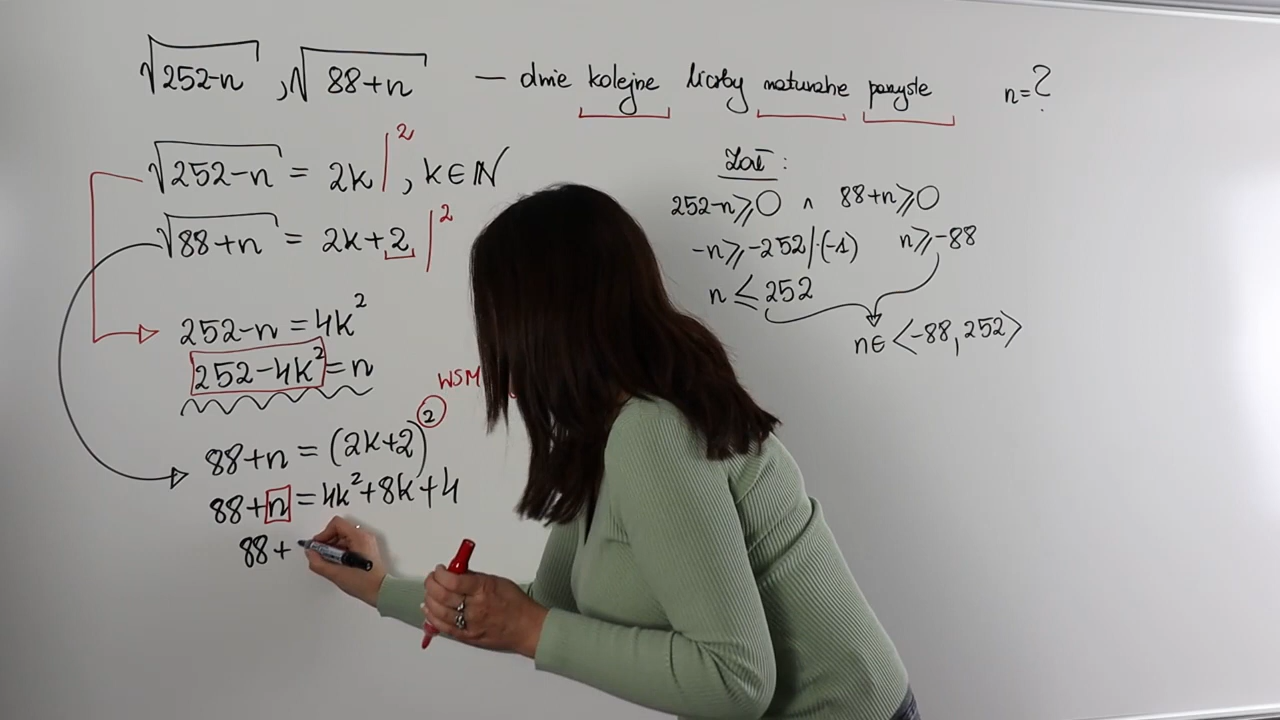 √252-n , √88+n — dwie kolejne liczby naturalne parzyste n=?
√252-n = 2k |², k∈ℕ
√88+n = 2k+2 |²
Zał:
252-n⩾0 ∧ 88+n⩾0
-n⩾-252/·(-1) n⩾-88
n ≤ 252
n∈<-88,252>
252-n=4k²
252-4k²=n
WSM
88+n = (2k+2)²
88+n=4k²+8k+4
88+